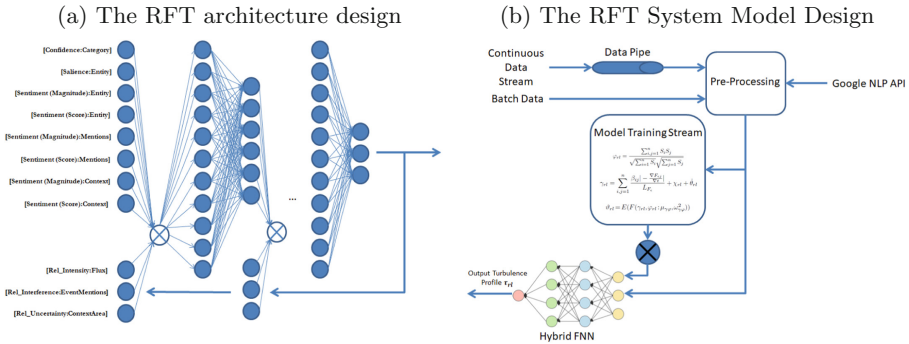 (a) The RFT architecture design
[Confidence:Category]
[Salience:Entity]
[Sentiment (Magnitude):Entity]
[Sentiment (Score):Entity]
[Sentiment (Magnitude):Mentions]
[Sentiment (Score):Mentions]
[Sentiment (Magnitude):Context]
[Sentiment (Score):Context]
...
[Rel_Intensity:Flux]
[Rel_Interference:EventMentions]
[Rel_Uncertainty:ContextArea]
(b) The RFT System Model Design
Continuous
Data
Stream
Data Pipe
Batch Data
Pre-Processing
Google NLP API
Model Training Stream
Output Turbulence
Profile τrl
Hybrid FNN